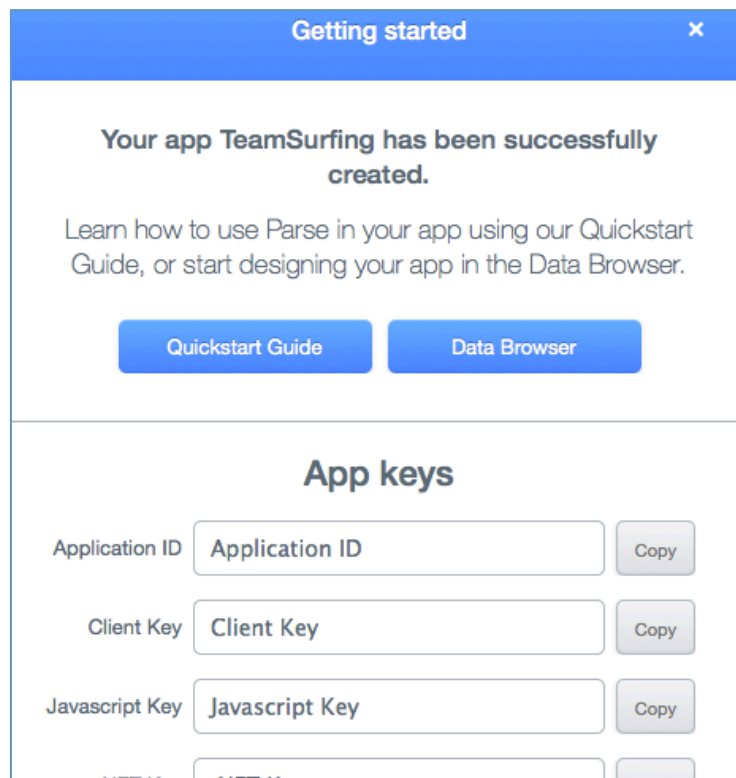 Getting started ×
Your app TeamSurfing has been successfully
created.
Learn how to use Parse in your app using our Quickstart
Guide, or start designing your app in the Data Browser.
Quickstart Guide Data Browser
App keys
Application ID Application ID Copy
Client Key Client Key Copy
Javascript Key Javascript Key Copy